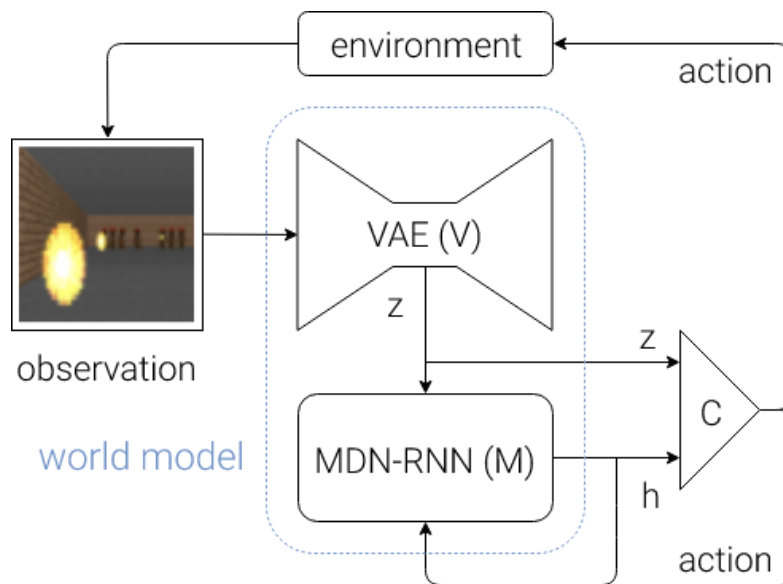 environment
action
VAE (V)
z
z
observation
C
world model
MDN-RNN (M)
h
action